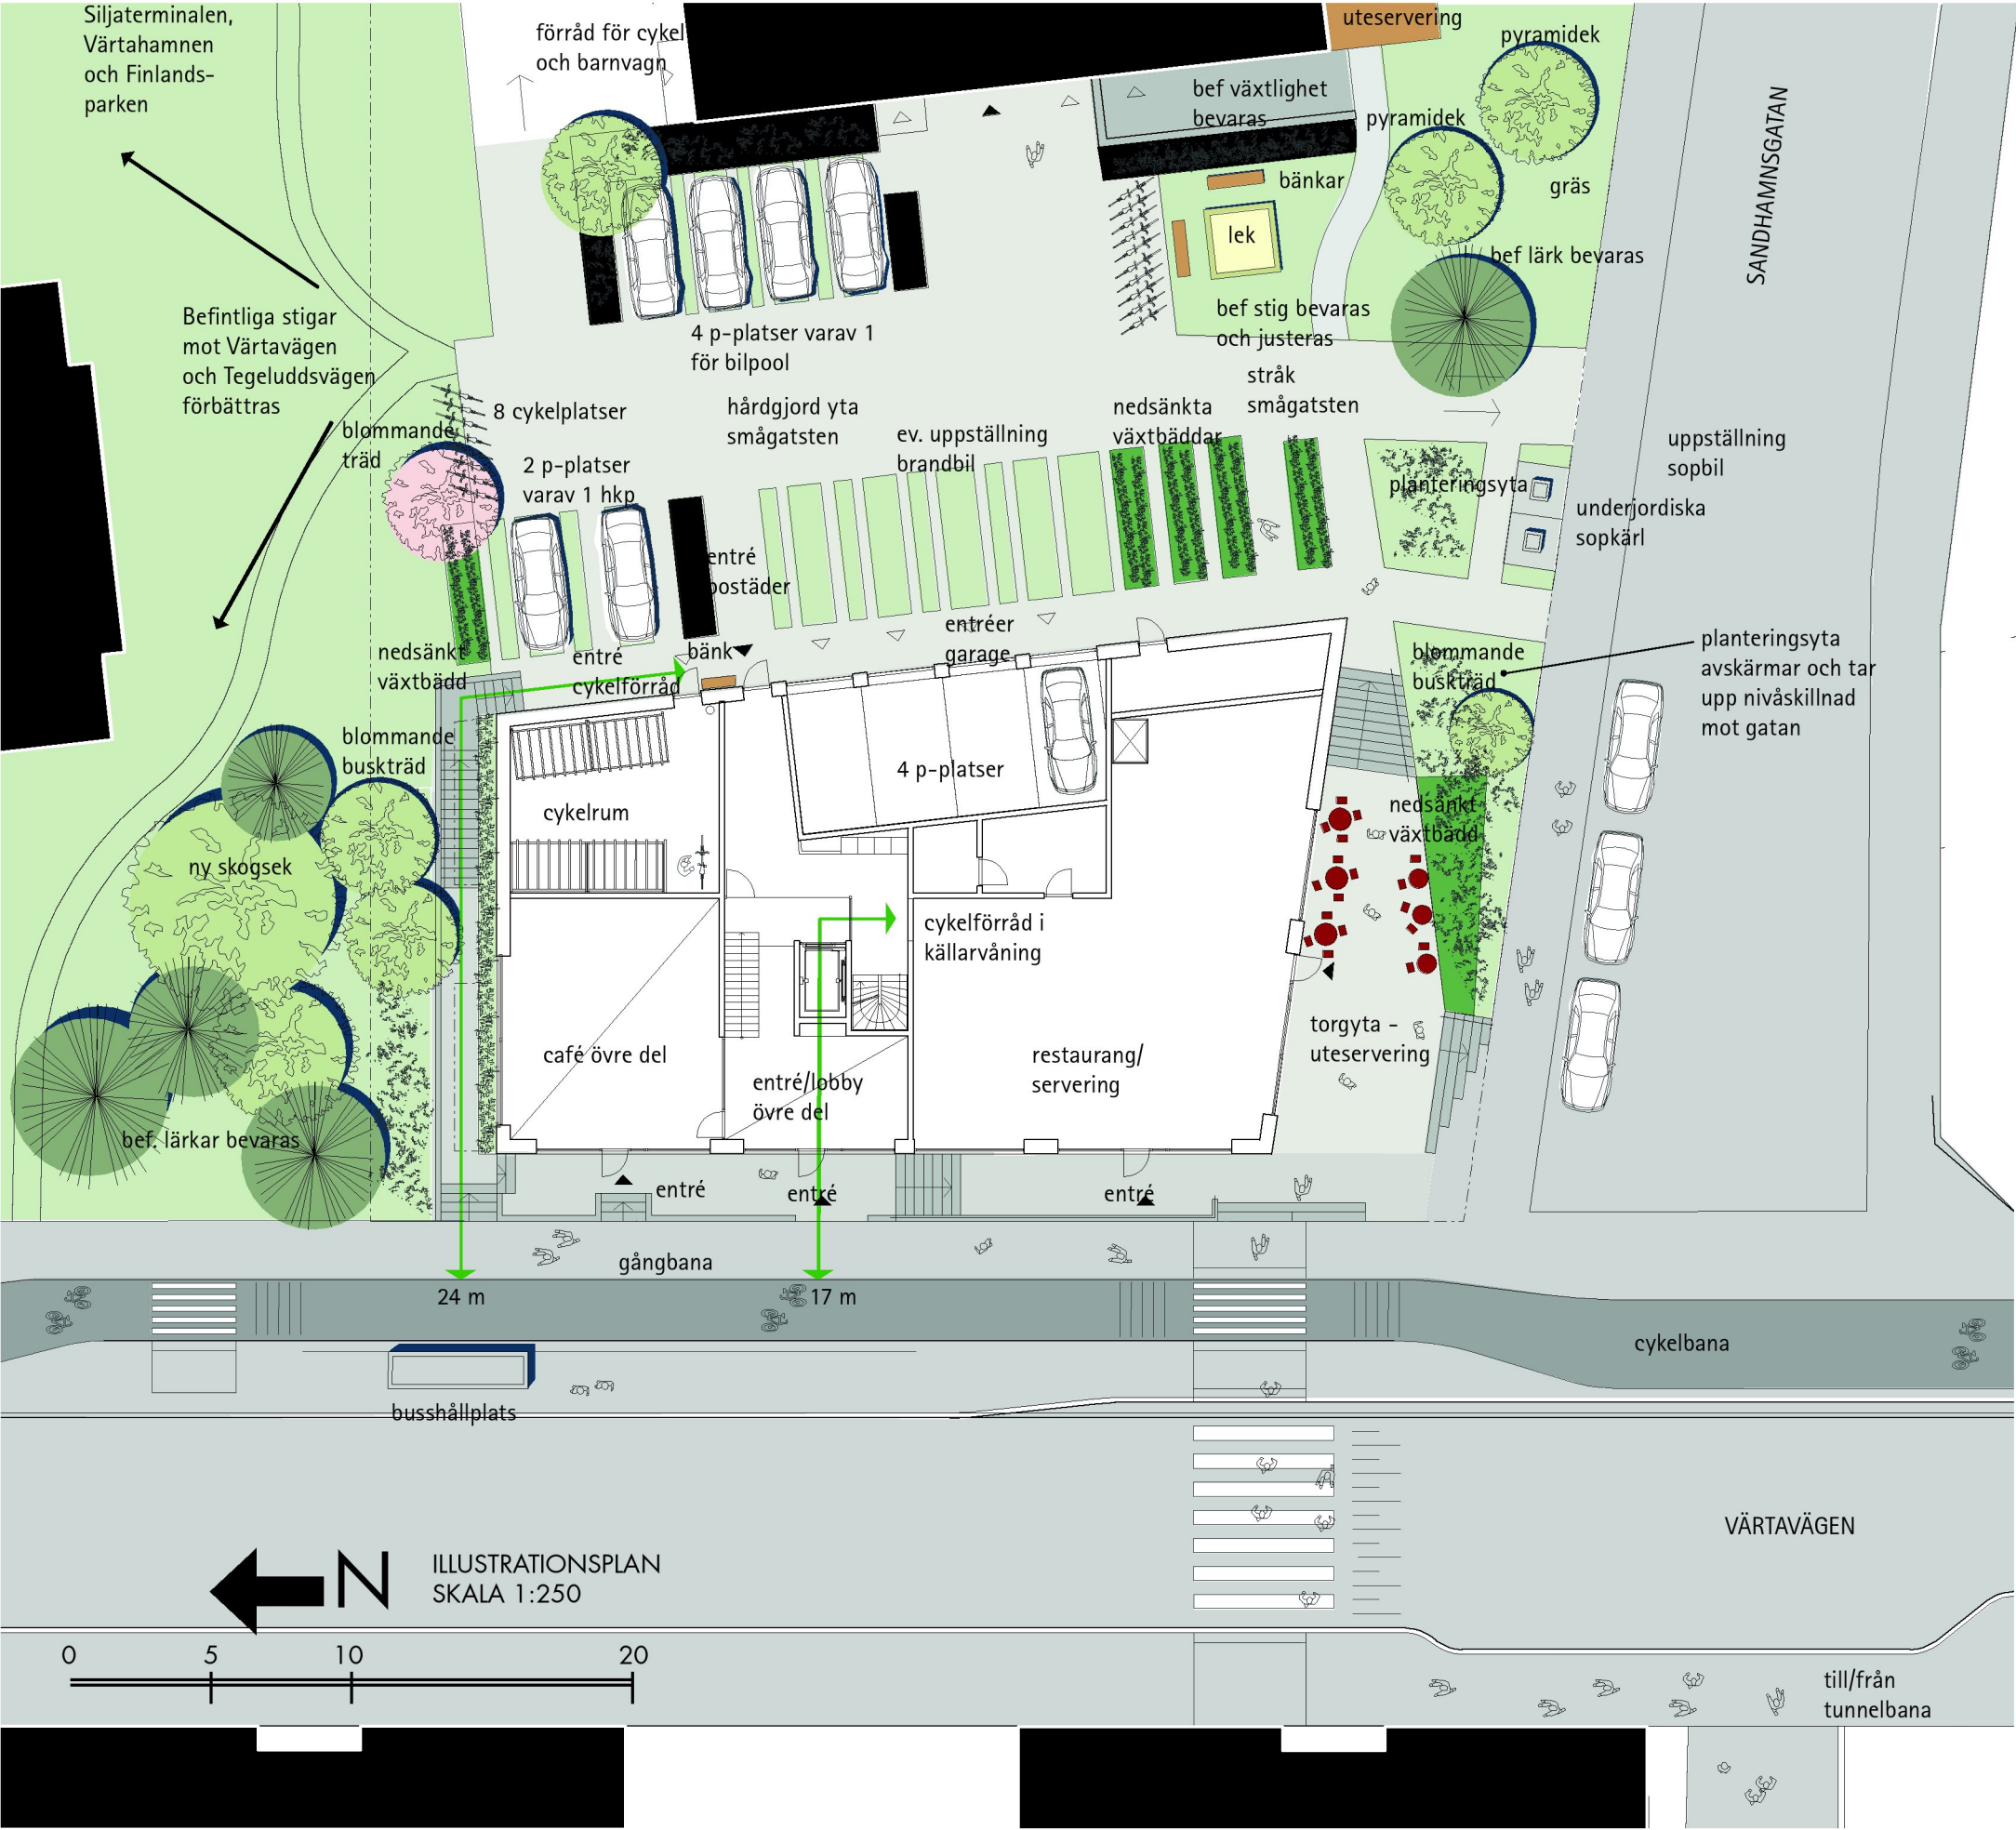 Siljaterminalen,
Värtahamnen
och Finlands-
parken
förråd för cykel
och barnvagn
uteservering
pyramidek
bef växtlighet
bevaras
pyramidek
gräs
bänkar
lek
bef lärk bevaras
bef stig bevaras
och justeras
SANDHAMNSGATAN
Befintliga stigar
mot Värtavägen
och Tegeluddsvägen
förbättras
4 p-platser varav 1
för bilpool
8 cykelplatser
hårdgjord yta
smågatsten
ev. uppställning
brandbil
nedsänkta
växtbäddar
stråk
smågatsten
blommande
träd
2 p-platser
varav 1 hkp
planteringsyta
uppställning
sopbil
underjordiska
sopkärl
entré
bostäder
nedsänkt
växtbädd
entré
cykelförråd
bänk
entréer
garage
blommande
buskträd
planteringsyta
avskärmar och tar
upp nivåskillnad
mot gatan
blommande
buskträd
ny skogsek
cykelrum
4 p-platser
nedsänkt
växtbädd
cykelförråd i
källarvåning
café övre del
entré/lobby
övre del
restaurang/
servering
torgyta -
uteservering
bef. lärkar bevaras
entré
entré
entré
gångbana
24 m
17 m
cykelbana
busshållplats
VÄRTAVÄGEN
N
ILLUSTRATIONSPLAN
SKALA 1:250
0 5 10 20
till/från
tunnelbana